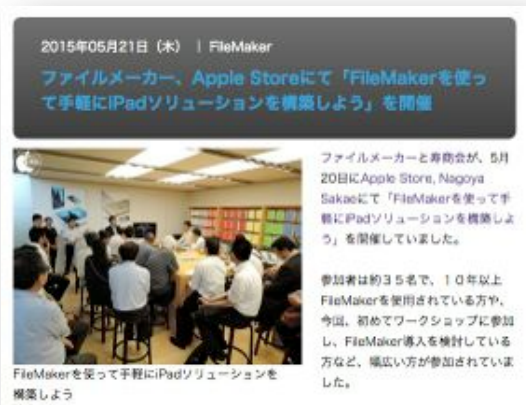 2015年05月21日（木） | FileMaker
ファイルメーカー、Apple Storeにて「FileMakerを使っ
て手軽にiPadソリューションを構築しよう」を開催
ファイルメーカーと寿商会が、5月
20日にApple Store, Nagoya
Sakaeにて「FileMakerを使って手
軽にiPadソリューションを構築しよ
う」を開催していました。
参加者は約３５名で、１０年以上
FileMakerを使用されている方や、
今回、初めてワークショップに参加
し、FileMaker導入を検討している
方など、幅広い方が参加されていま
した。
FileMakerを使って手軽にiPadソリューションを
構築しよう